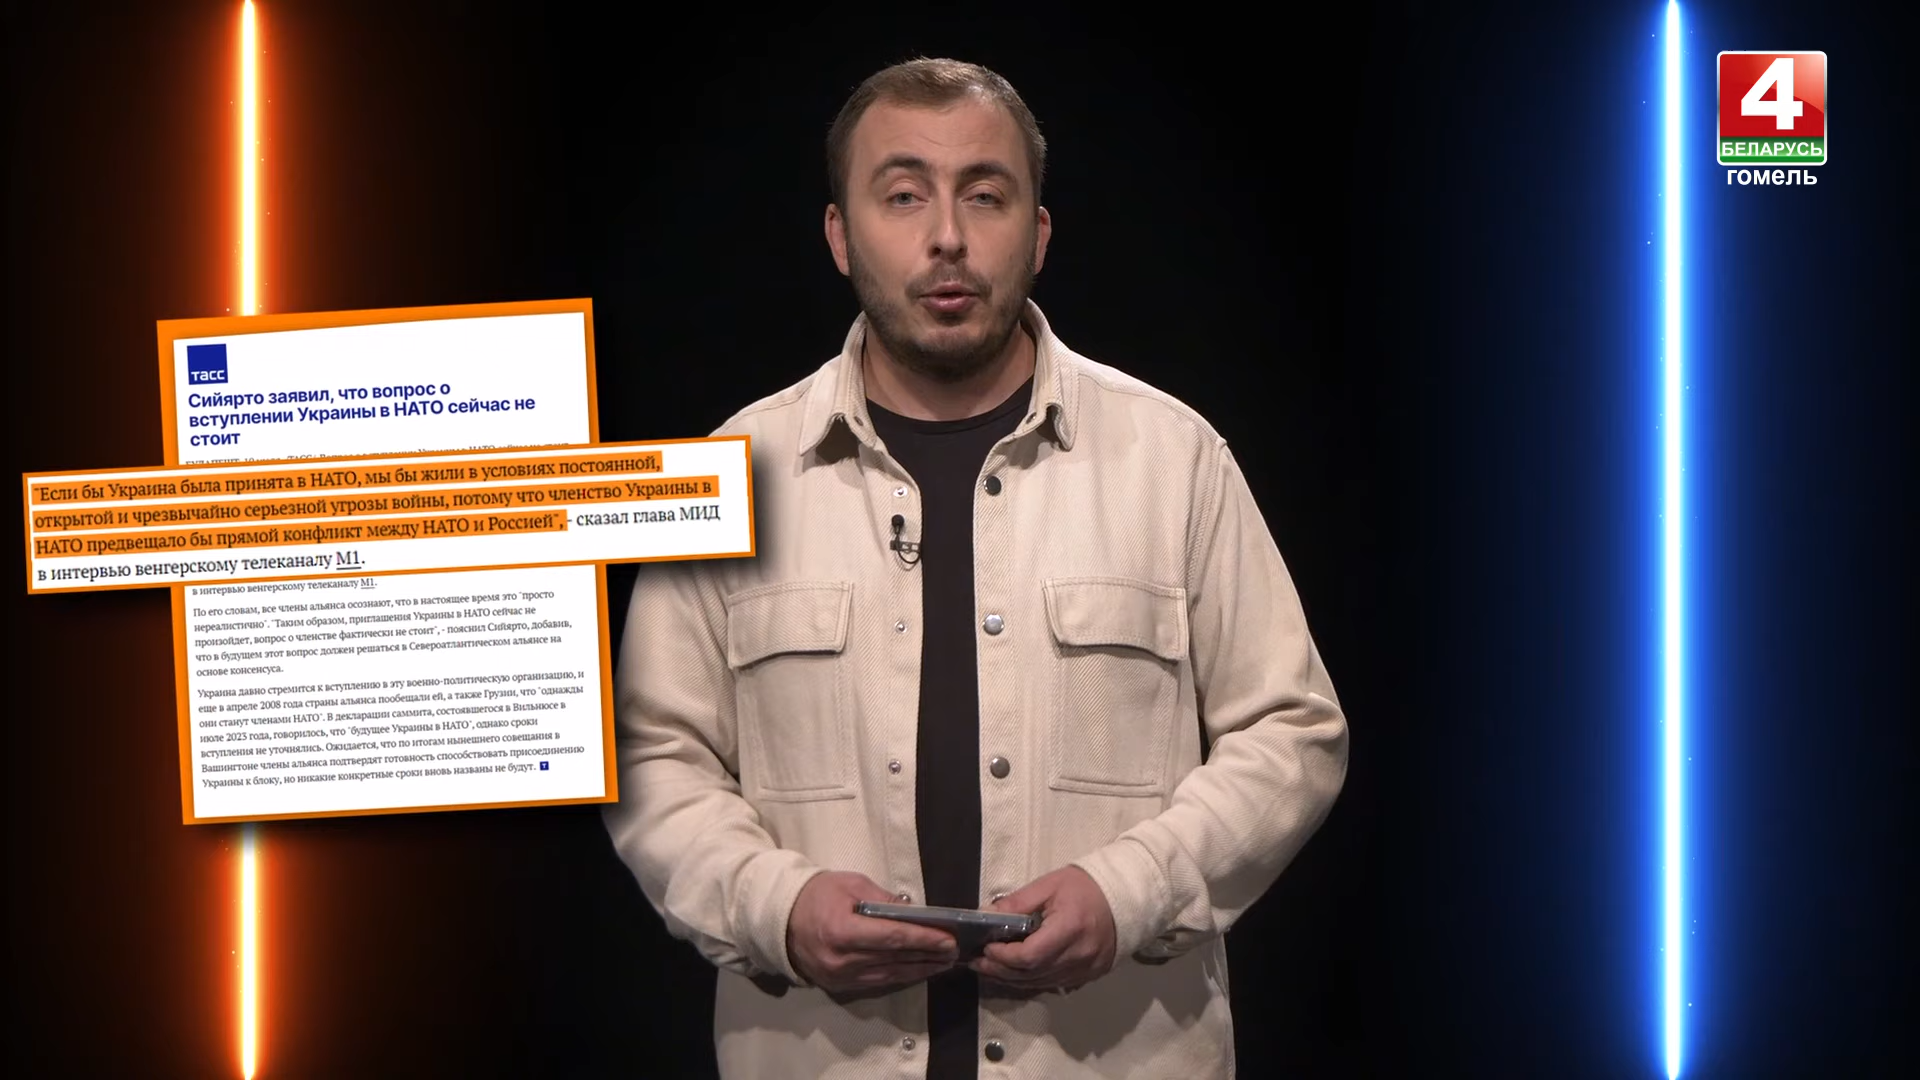 4
БЕЛАРУСЬ
гомель
тасс
Сийярто заявил, что вопрос о
вступлении Украины в НАТО сейчас не
стоит
"Если бы Украина была принята в НАТО, мы бы жили в условиях постоянной,
открытой и чрезвычайно серьезной угрозы войны, потому что членство Украины в
НАТО предвещало бы прямой конфликт между НАТО и Россией", - сказал глава МИД
в интервью венгерскому телеканалу М1.
в интервью венгерскому телеканалу М1.
По его словам, все члены альянса осознают, что в настоящее время это "просто
нереалистично". "Таким образом, приглашения Украины в НАТО сейчас не
произойдет, вопрос о членстве фактически не стоит", - пояснил Сийярто, добавив,
что в будущем этот вопрос должен решаться в Североатлантическом альянсе на
основе консенсуса.
Украина давно стремится к вступлению в эту военно-политическую организацию, и
еще в апреле 2008 года страны альянса пообещали ей, а также Грузии, что "однажды
они станут членами НАТО". В декларации саммита, состоявшегося в Вильнюсе в
июле 2023 года, говорилось, что "будущее Украины в НАТО", однако сроки
вступления не уточнялись. Ожидается, что по итогам нынешнего совещания в
Вашингтоне члены альянса подтвердят готовность способствовать присоединению
Украины к блоку, но никакие конкретные сроки вновь названы не будут.